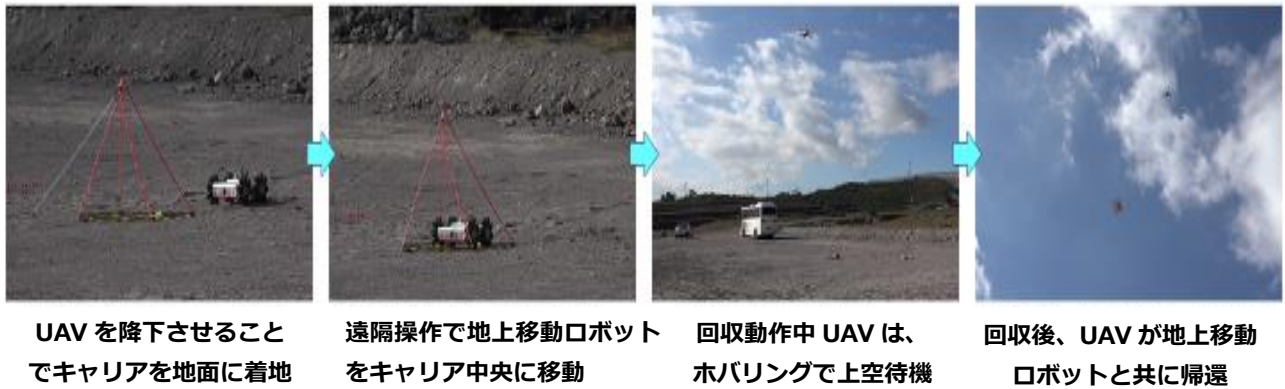 UAV を降下させること
でキャリアを地面に着地
遠隔操作で地上移動ロボット
をキャリア中央に移動
回収動作中 UAV は、
ホバリングで上空待機
回収後、UAV が地上移動
ロボットと共に帰還